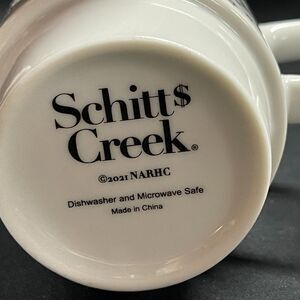 Schitt$
Creek®
©2021 NARHC
Dishwasher and Microwave Safe
Made in China